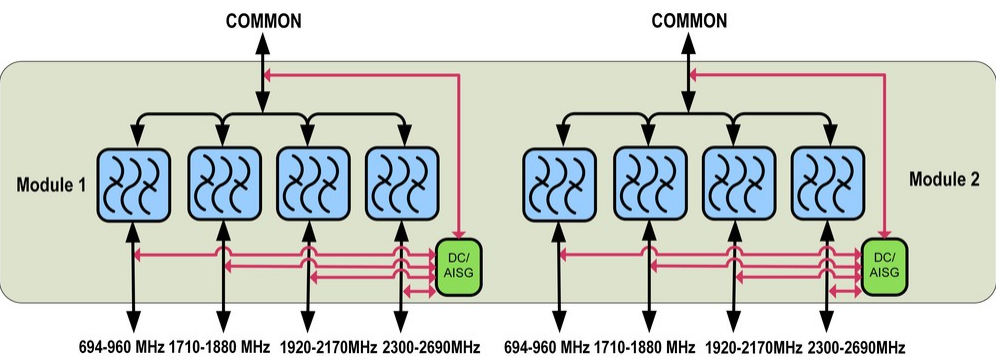 COMMON COMMON
Module 1 Module 2
DC/ DC/
AISG AISG
694-960 MHz 1710-1880 MHz 1920-2170MHz 2300-2690MHz 694-960 MHz 1710-1880 MHz 1920-2170MHz 2300-2690MHz